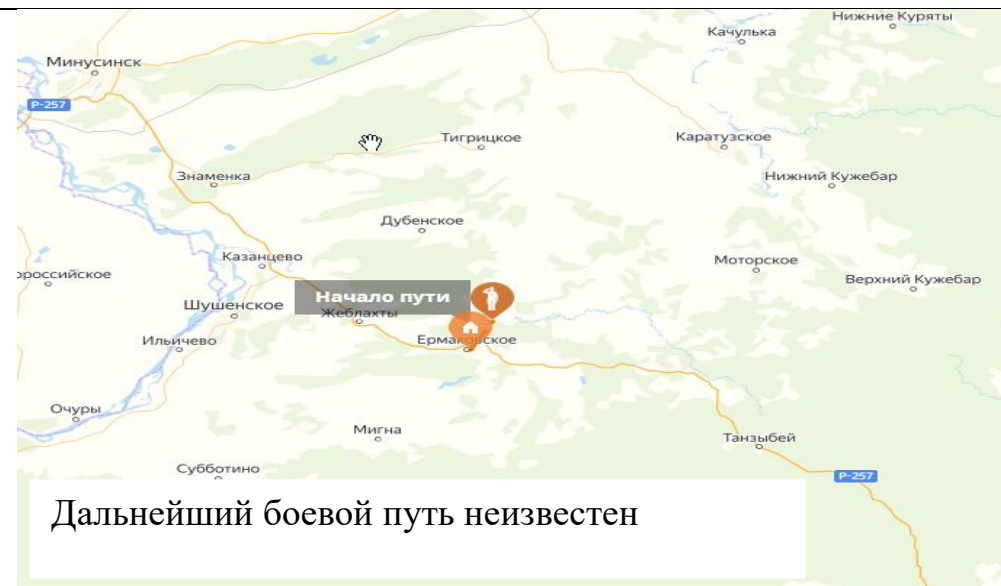 Нижние Куряты
Качулька
Минусинск
Р-257
Тигрицкое
Каратузское
Знаменка
Нижний Кужебар
Дубенское
Казанцево
Моторское
ороссийское
Верхний Кужебар
Начало пути
Шушенское
Жеблахты
Ильичево
Ермаковское
Очуры
Мигна
Танзыбей
Субботино
Р-257
Дальнейший боевой путь неизвестен